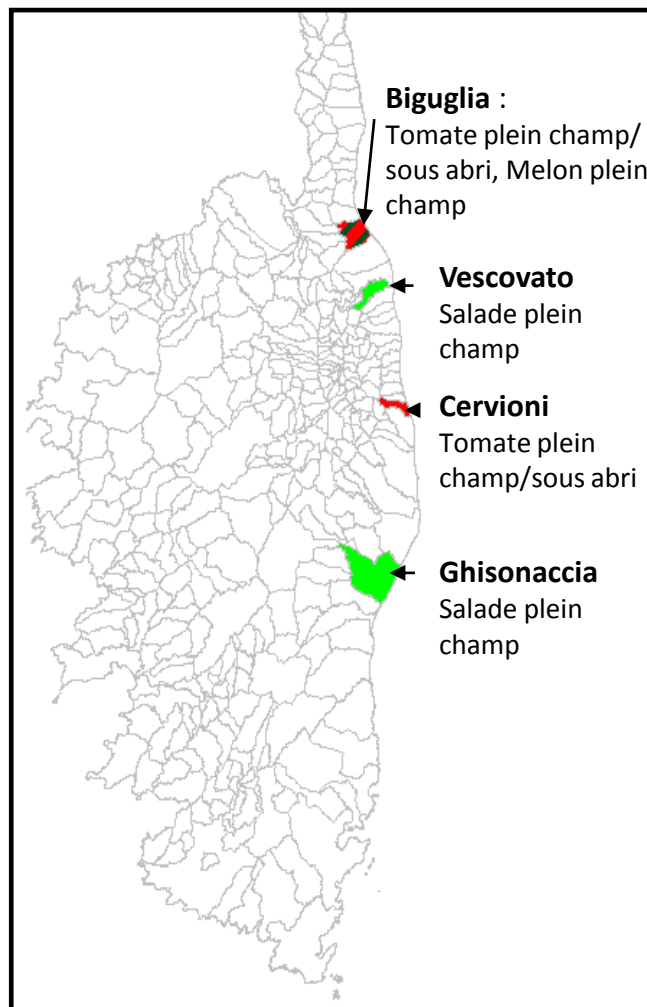 Biguglia :
Tomate plein champ/
sous abri, Melon plein
champ
Vescovato
Salade plein
champ
Cervioni
Tomate plein
champ/sous abri
Ghisonaccia
Salade plein
champ